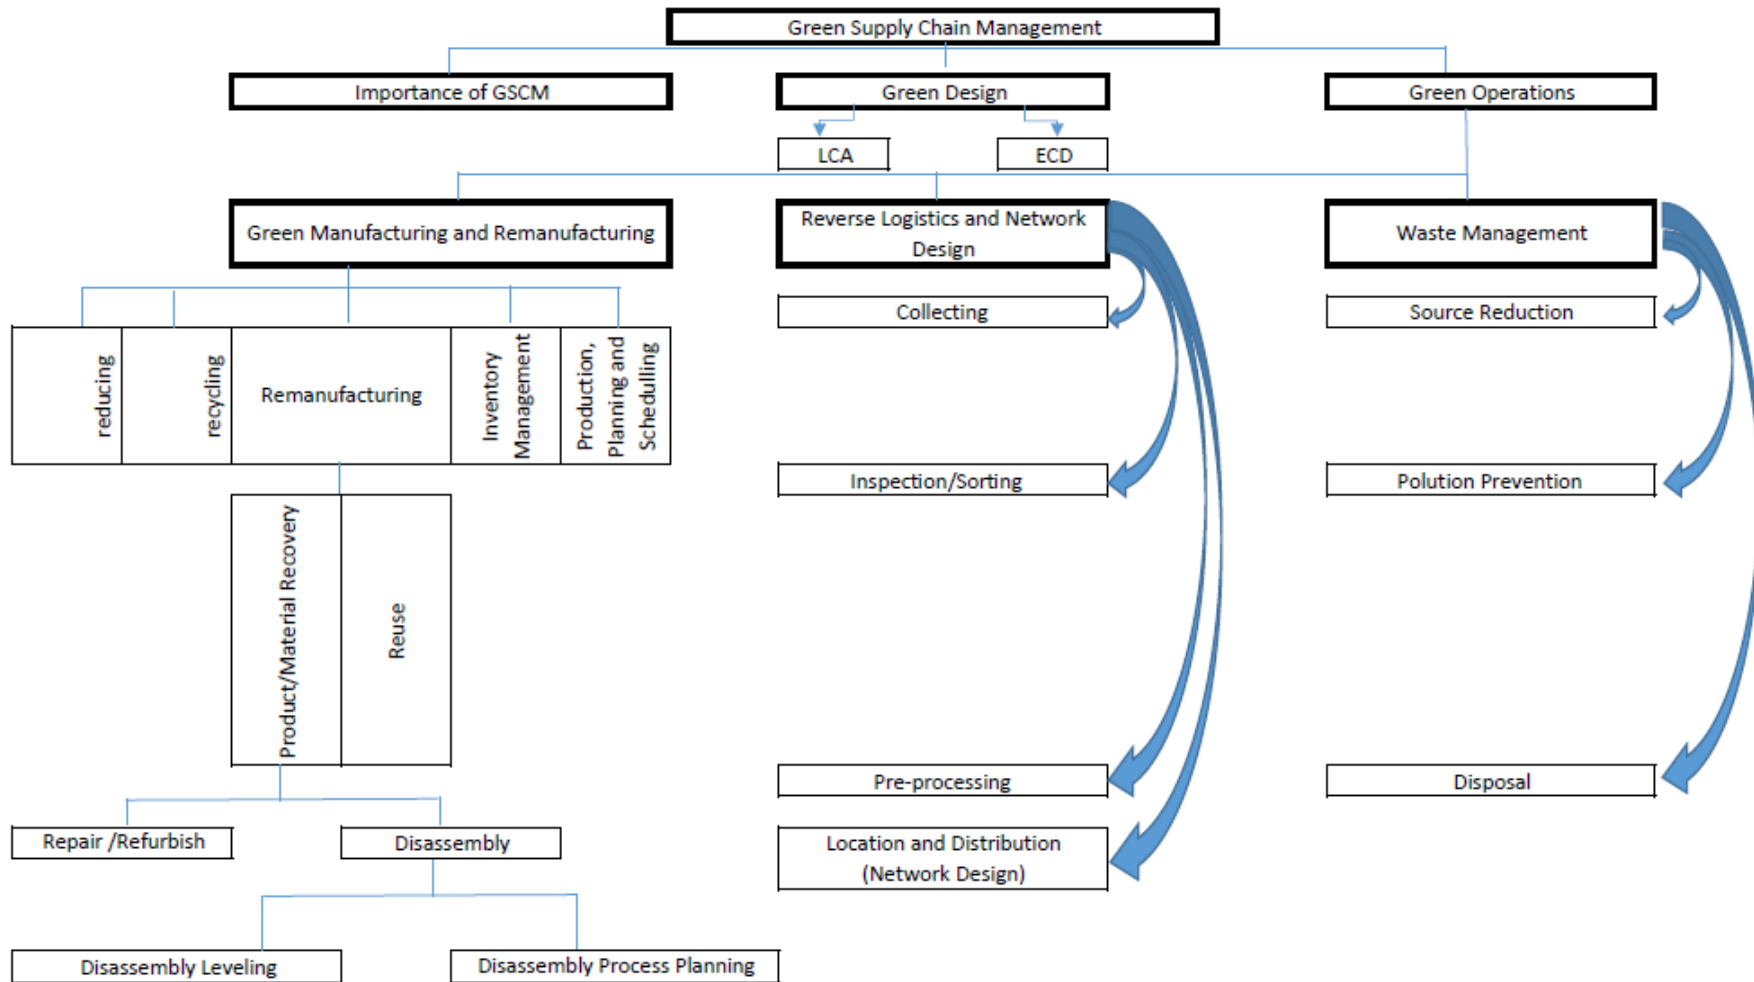 Green Supply Chain Management
Importance of GSCM
Green Design
Green Operations
LCA
ECD
Green Manufacturing and Remanufacturing
Reverse Logistics and Network
Design
Waste Management
Collecting
Source Reduction
reducing
recycling
Remanufacturing
Inventory
Management
Production,
Planning and
Schedulling
Inspection/Sorting
Polution Prevention
Product/Material Recovery
Reuse
Pre-processing
Disposal
Repair /Refurbish
Disassembly
Location and Distribution
(Network Design)
Disassembly Leveling
Disassembly Process Planning